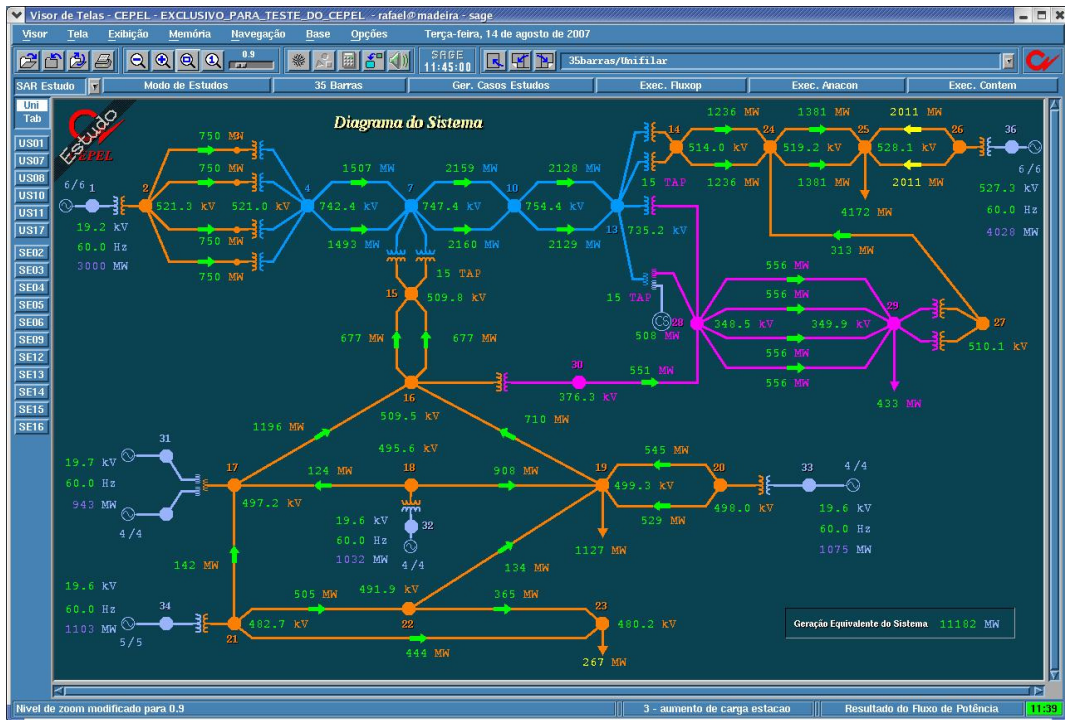 Visor de Telas - CEPEL - EXCLUSIVO_PARA_TESTE_DO_CEPEL - rafael@madeira - sage
Visor Tela Exibição Memória Navegação Base Opções Terça-feira, 14 de agosto de 2007
0.9
SAGE
11:45:00
35barras/Unifilar
SAR Estudo Modo de Estudos 35 Barras Ger. Casos Estudos Exec. Fluxop Exec. Anacon Exec. Contem
Uni
Tab
US01
US07
US08
US10
US11
US17
SE02
SE03
SE04
SE05
SE06
SE09
SE12
SE13
SE14
SE15
SE16
Estudo
CEPEL
Diagrama do Sistema
6/6 1
19.2 kV
60.0 Hz
3000 MW
2
521.3 kV
750 MW
750 MW
750 MW
750 MW
521.0 kV
4
742.4 kV
1507 MW
1493 MW
7
747.4 kV
2159 MW
2160 MW
10
754.4 kV
2128 MW
2129 MW
13
735.2 kV
15 TAP
15 TAP
14
514.0 kV
1236 MW
1236 MW
24
519.2 kV
1381 MW
1381 MW
25
528.1 kV
2011 MW
2011 MW
26
36
6/6
527.3 kV
60.0 Hz
4028 MW
4172 MW
313 MW
15 TAP
15
509.8 kV
677 MW
677 MW
16
509.5 kV
CS
508 MW
28
348.5 kV
556 MW
556 MW
556 MW
556 MW
349.9 kV
29
433 MW
27
510.1 kV
30
376.3 kV
551 MW
1196 MW
710 MW
31
19.7 kV
60.0 Hz
943 MW
4/4
17
497.2 kV
124 MW
495.6 kV
18
908 MW
19.6 kV
60.0 Hz
1032 MW
32
4/4
19
499.3 kV
1127 MW
545 MW
529 MW
20
498.0 kV
33
4/4
19.6 kV
60.0 Hz
1075 MW
142 MW
134 MW
19.6 kV
60.0 Hz
1103 MW
34
5/5
21
482.7 kV
505 MW
491.9 kV
22
365 MW
444 MW
23
480.2 kV
267 MW
Geração Equivalente do Sistema 11182 MW
Nível de zoom modificado para 0.9 3 - aumento de carga estacao Resultado do Fluxo de Potência 11:39